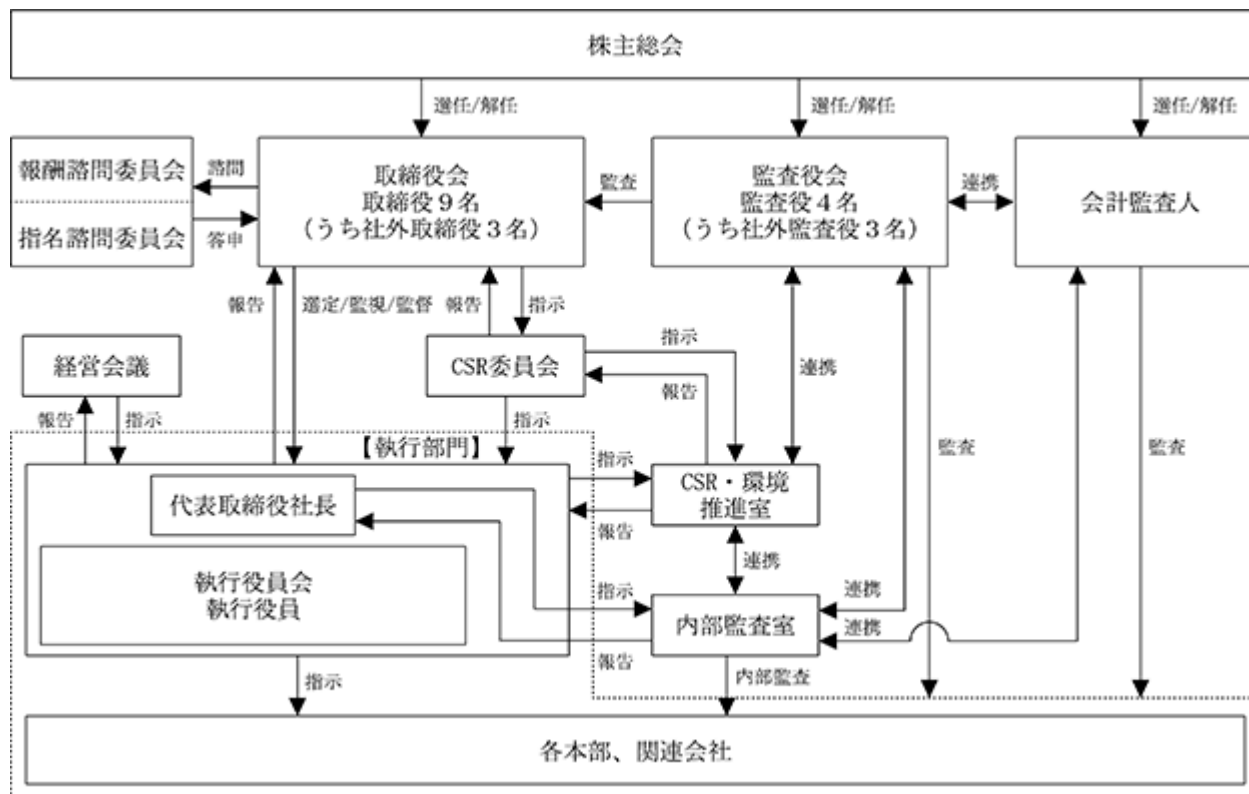 株主総会
選任/解任
選任/解任
選任/解任
報酬諮問委員会
指名諮問委員会
諮問
答申
取締役会
取締役９名
(うち社外取締役３名)
監査
監査役会
監査役４名
(うち社外監査役３名)
連携
会計監査人
報告
選定/監視/監督
報告
指示
経営会議
CSR委員会
指示
報告
連携
報告
指示
指示
監査
監査
【執行部門】
代表取締役社長
執行役員会
執行役員
指示
報告
CSR・環境
推進室
連携
指示
報告
内部監査室
連携
連携
指示
内部監査
各本部、関連会社